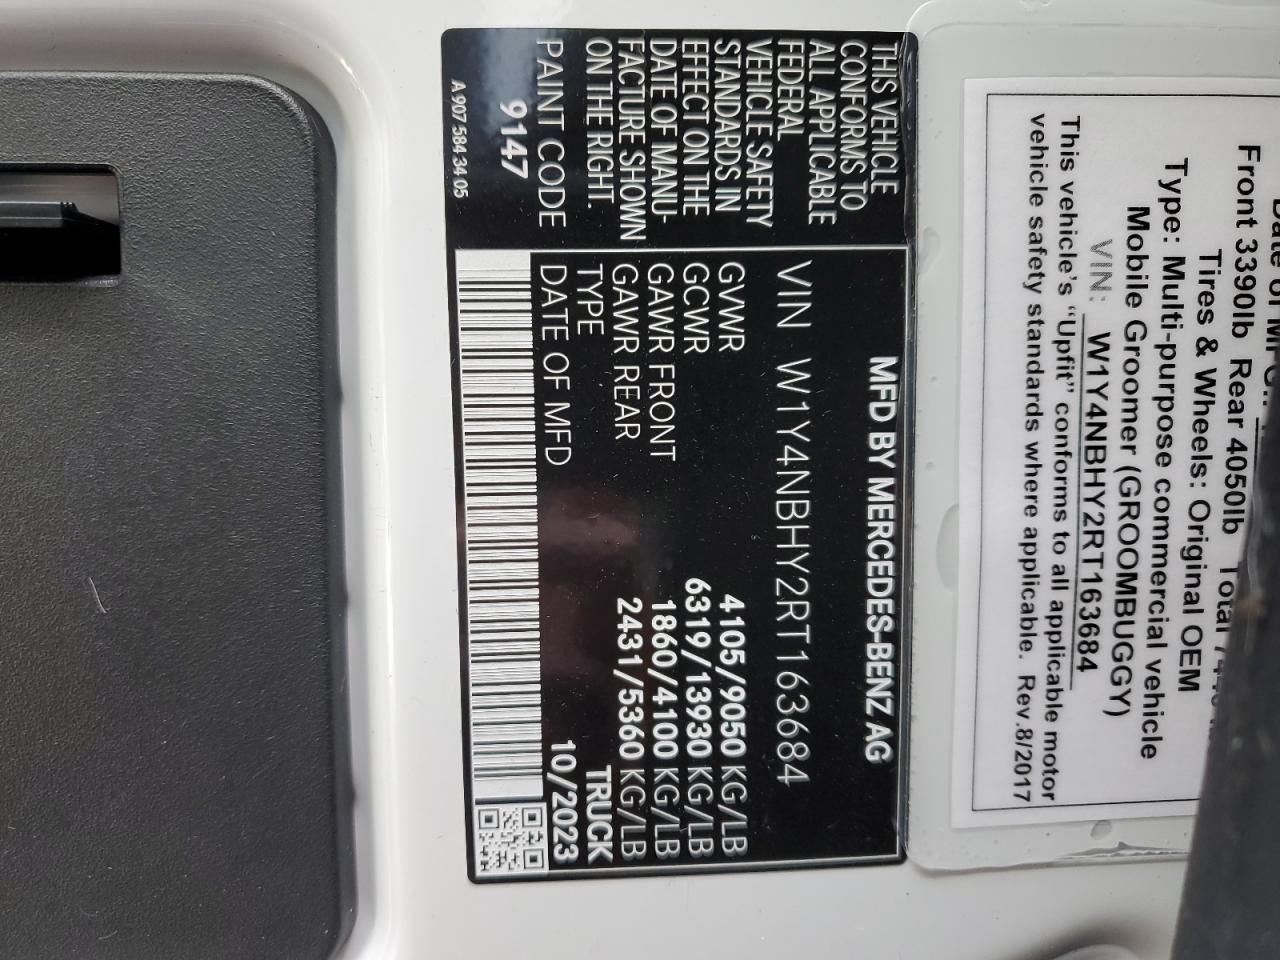 Front 3390lb Rear 4050lb Total
Tires & Wheels: Original OEM
Type: Multi-purpose commercial vehicle
Mobile Groomer (GROOMBUGGY)
VIN: W1Y4NBHY2RT163684
This vehicle's "Upfit" conforms to all applicable motor
vehicle safety standards where applicable. Rev.8/2017
THIS VEHICLE
CONFORMS TO
ALL APPLICABLE
FEDERAL
VEHICLE SAFETY
STANDARDS IN
EFFECT ON THE
DATE OF MANU-
FACTURE SHOWN
ON THE RIGHT
PAINT CODE
9147
A 907 584 34 05
MFD BY MERCEDES-BENZ AG
VIN W1Y4NBHY2RT163684
GVWR 4105/9050 KG/LB
GCWR 6319/13930 KG/LB
GAWR FRONT 1860/4100 KG/LB
GAWR REAR 2431/5360 KG/LB
TYPE TRUCK
DATE OF MFD 10/2023